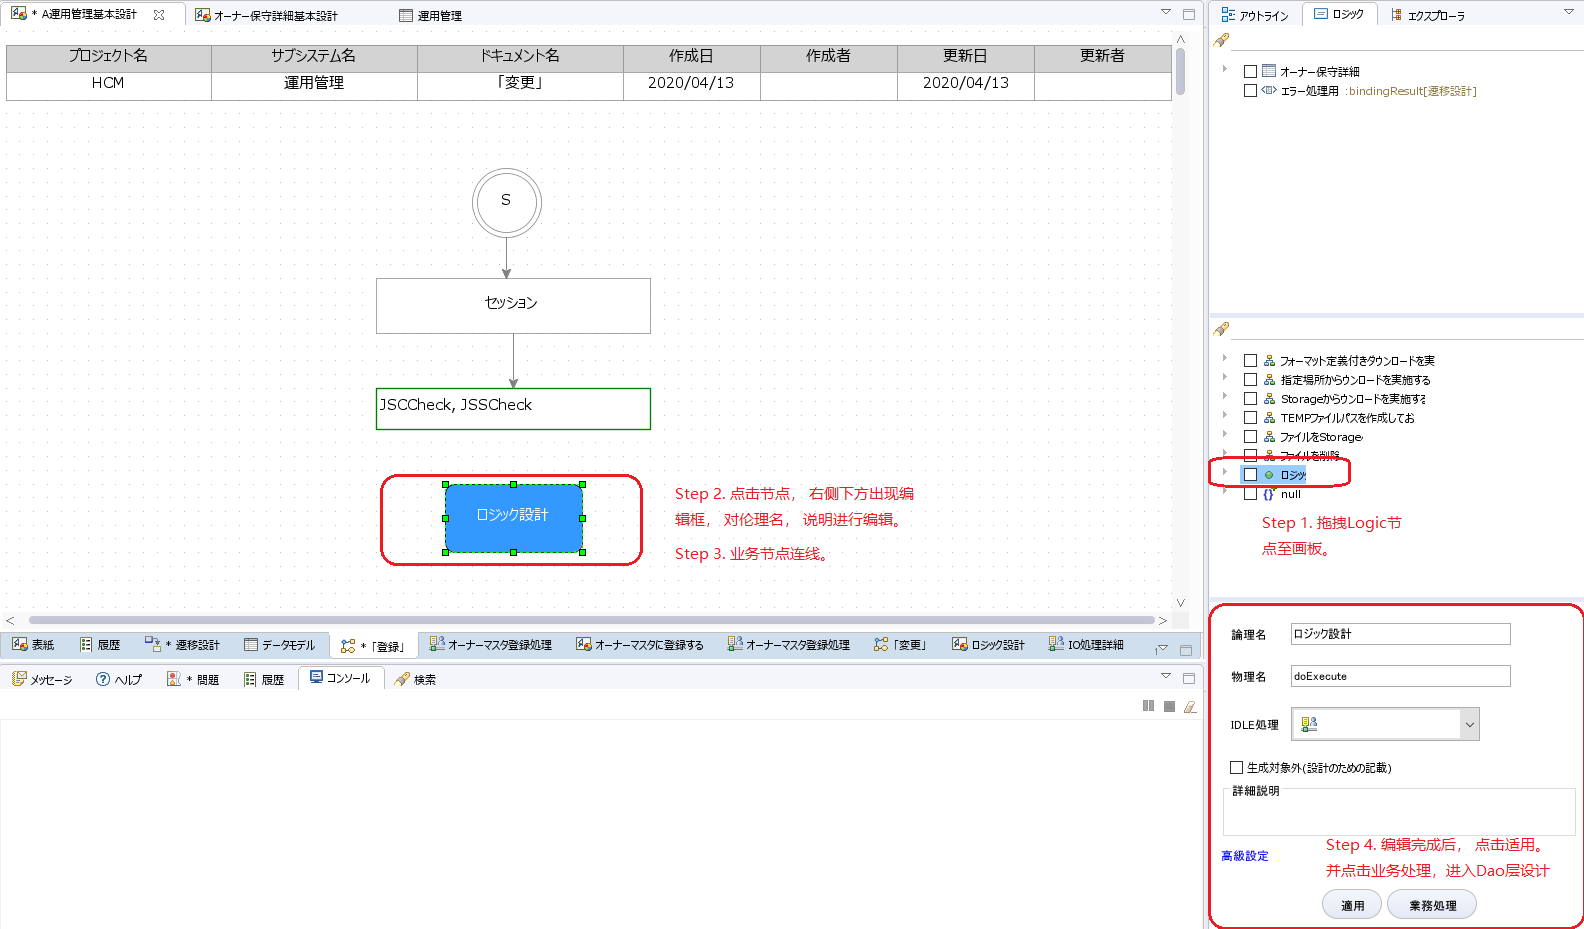 * A運用管理基本設計
オーナー保守詳細基本設計
運用管理
プロジェクト名 サブシステム名 ドキュメント名 作成日 作成者 更新日 更新者
HCM 運用管理 「変更」 2020/04/13 2020/04/13
S
セッション
JSCCheck, JSSCheck
ロジック設計
Step 2. 点击节点， 右侧下方出现编
辑框， 对伦理名， 说明进行编辑。
Step 3. 业务节点连线。
表紙 履歴 * 遷移設計 データモデル * 「登録」 オーナーマスタ登録処理 オーナーマスタに登録する オーナーマスタ登録処理 「変更」 ロジック設計 IO処理詳細
メッセージ ヘルプ * 問題 履歴 コンソール 検索
アウトライン ロジック エクスプローラ
オーナー保守詳細
エラー処理用 :bindingResult[遷移設計]
フォーマット定義付きダウンロードを実
指定場所からウンロードを実施する
Storageからウンロードを実施する
TEMPファイルパスを作成してお
ファイルをStorage
ファイルを削除
ロジッ
null
Step 1. 拖拽Logic节
点至画板。
論理名 ロジック設計
物理名 doExecute
IDLE処理
生成対象外(設計のための記載)
詳細説明
高級設定
Step 4. 编辑完成后， 点击适用。
并点击业务处理，进入Dao层设计
適用 業務処理